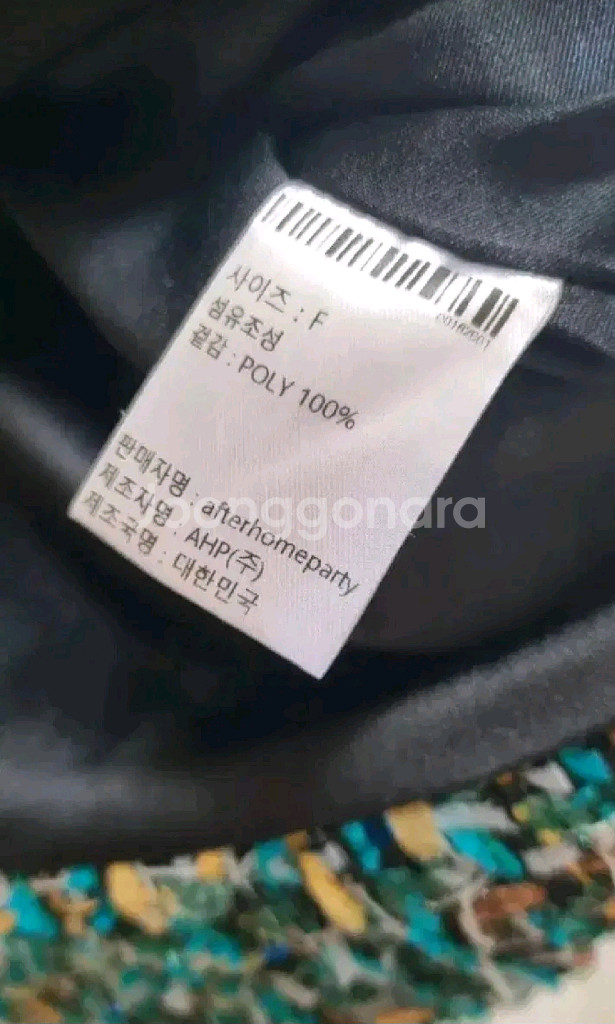 사이즈 : F
섬유조성
겉감 : POLY 100%
판매자명 : afterhomeparty
제조자명 : AHP(주)
제조국명 : 대한민국
joonggonara